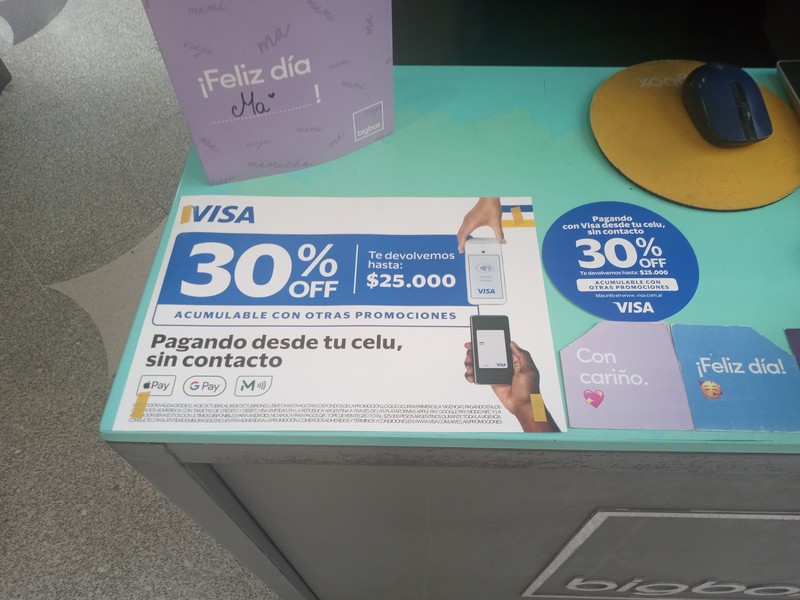 mamá
mami
ma
¡Feliz día
Ma
!
mamucha
bigbox
VISA
30% OFF
Te devolvemos
hasta:
$25.000
ACUMULABLE CON OTRAS PROMOCIONES
Pagando desde tu celu,
sin contacto
Pay
G Pay
M
VISA
VISA
Pagando
con Visa desde tu celu,
sin contacto
30% OFF
Te devolvemos hasta: $25.000
ACUMULABLE CON
OTRAS PROMOCIONES
Más info en www.visa.com.ar
VISA
Con
cariño.
¡Feliz día!
bigbox